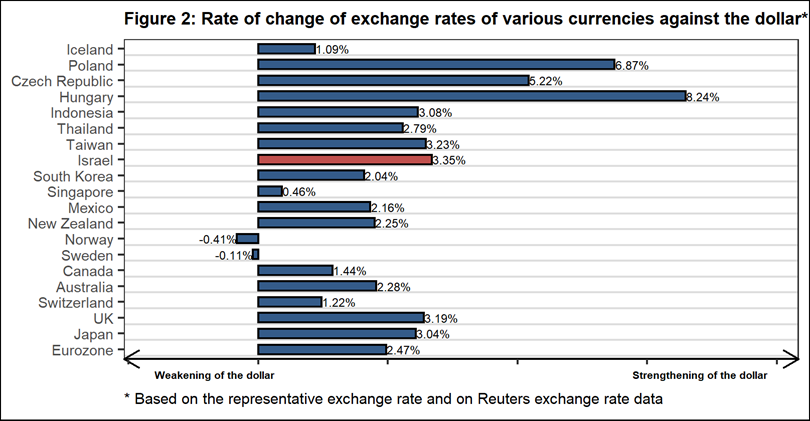 Figure 2: Rate of change of exchange rates of various currencies against the dollar*
Iceland 1.09%
Poland 6.87%
Czech Republic 5.22%
Hungary 8.24%
Indonesia 3.08%
Thailand 2.79%
Taiwan 3.23%
Israel 3.35%
South Korea 2.04%
Singapore 0.46%
Mexico 2.16%
New Zealand 2.25%
Norway -0.41%
Sweden -0.11%
Canada 1.44%
Australia 2.28%
Switzerland 1.22%
UK 3.19%
Japan 3.04%
Eurozone 2.47%
Weakening of the dollar Strengthening of the dollar
* Based on the representative exchange rate and on Reuters exchange rate data